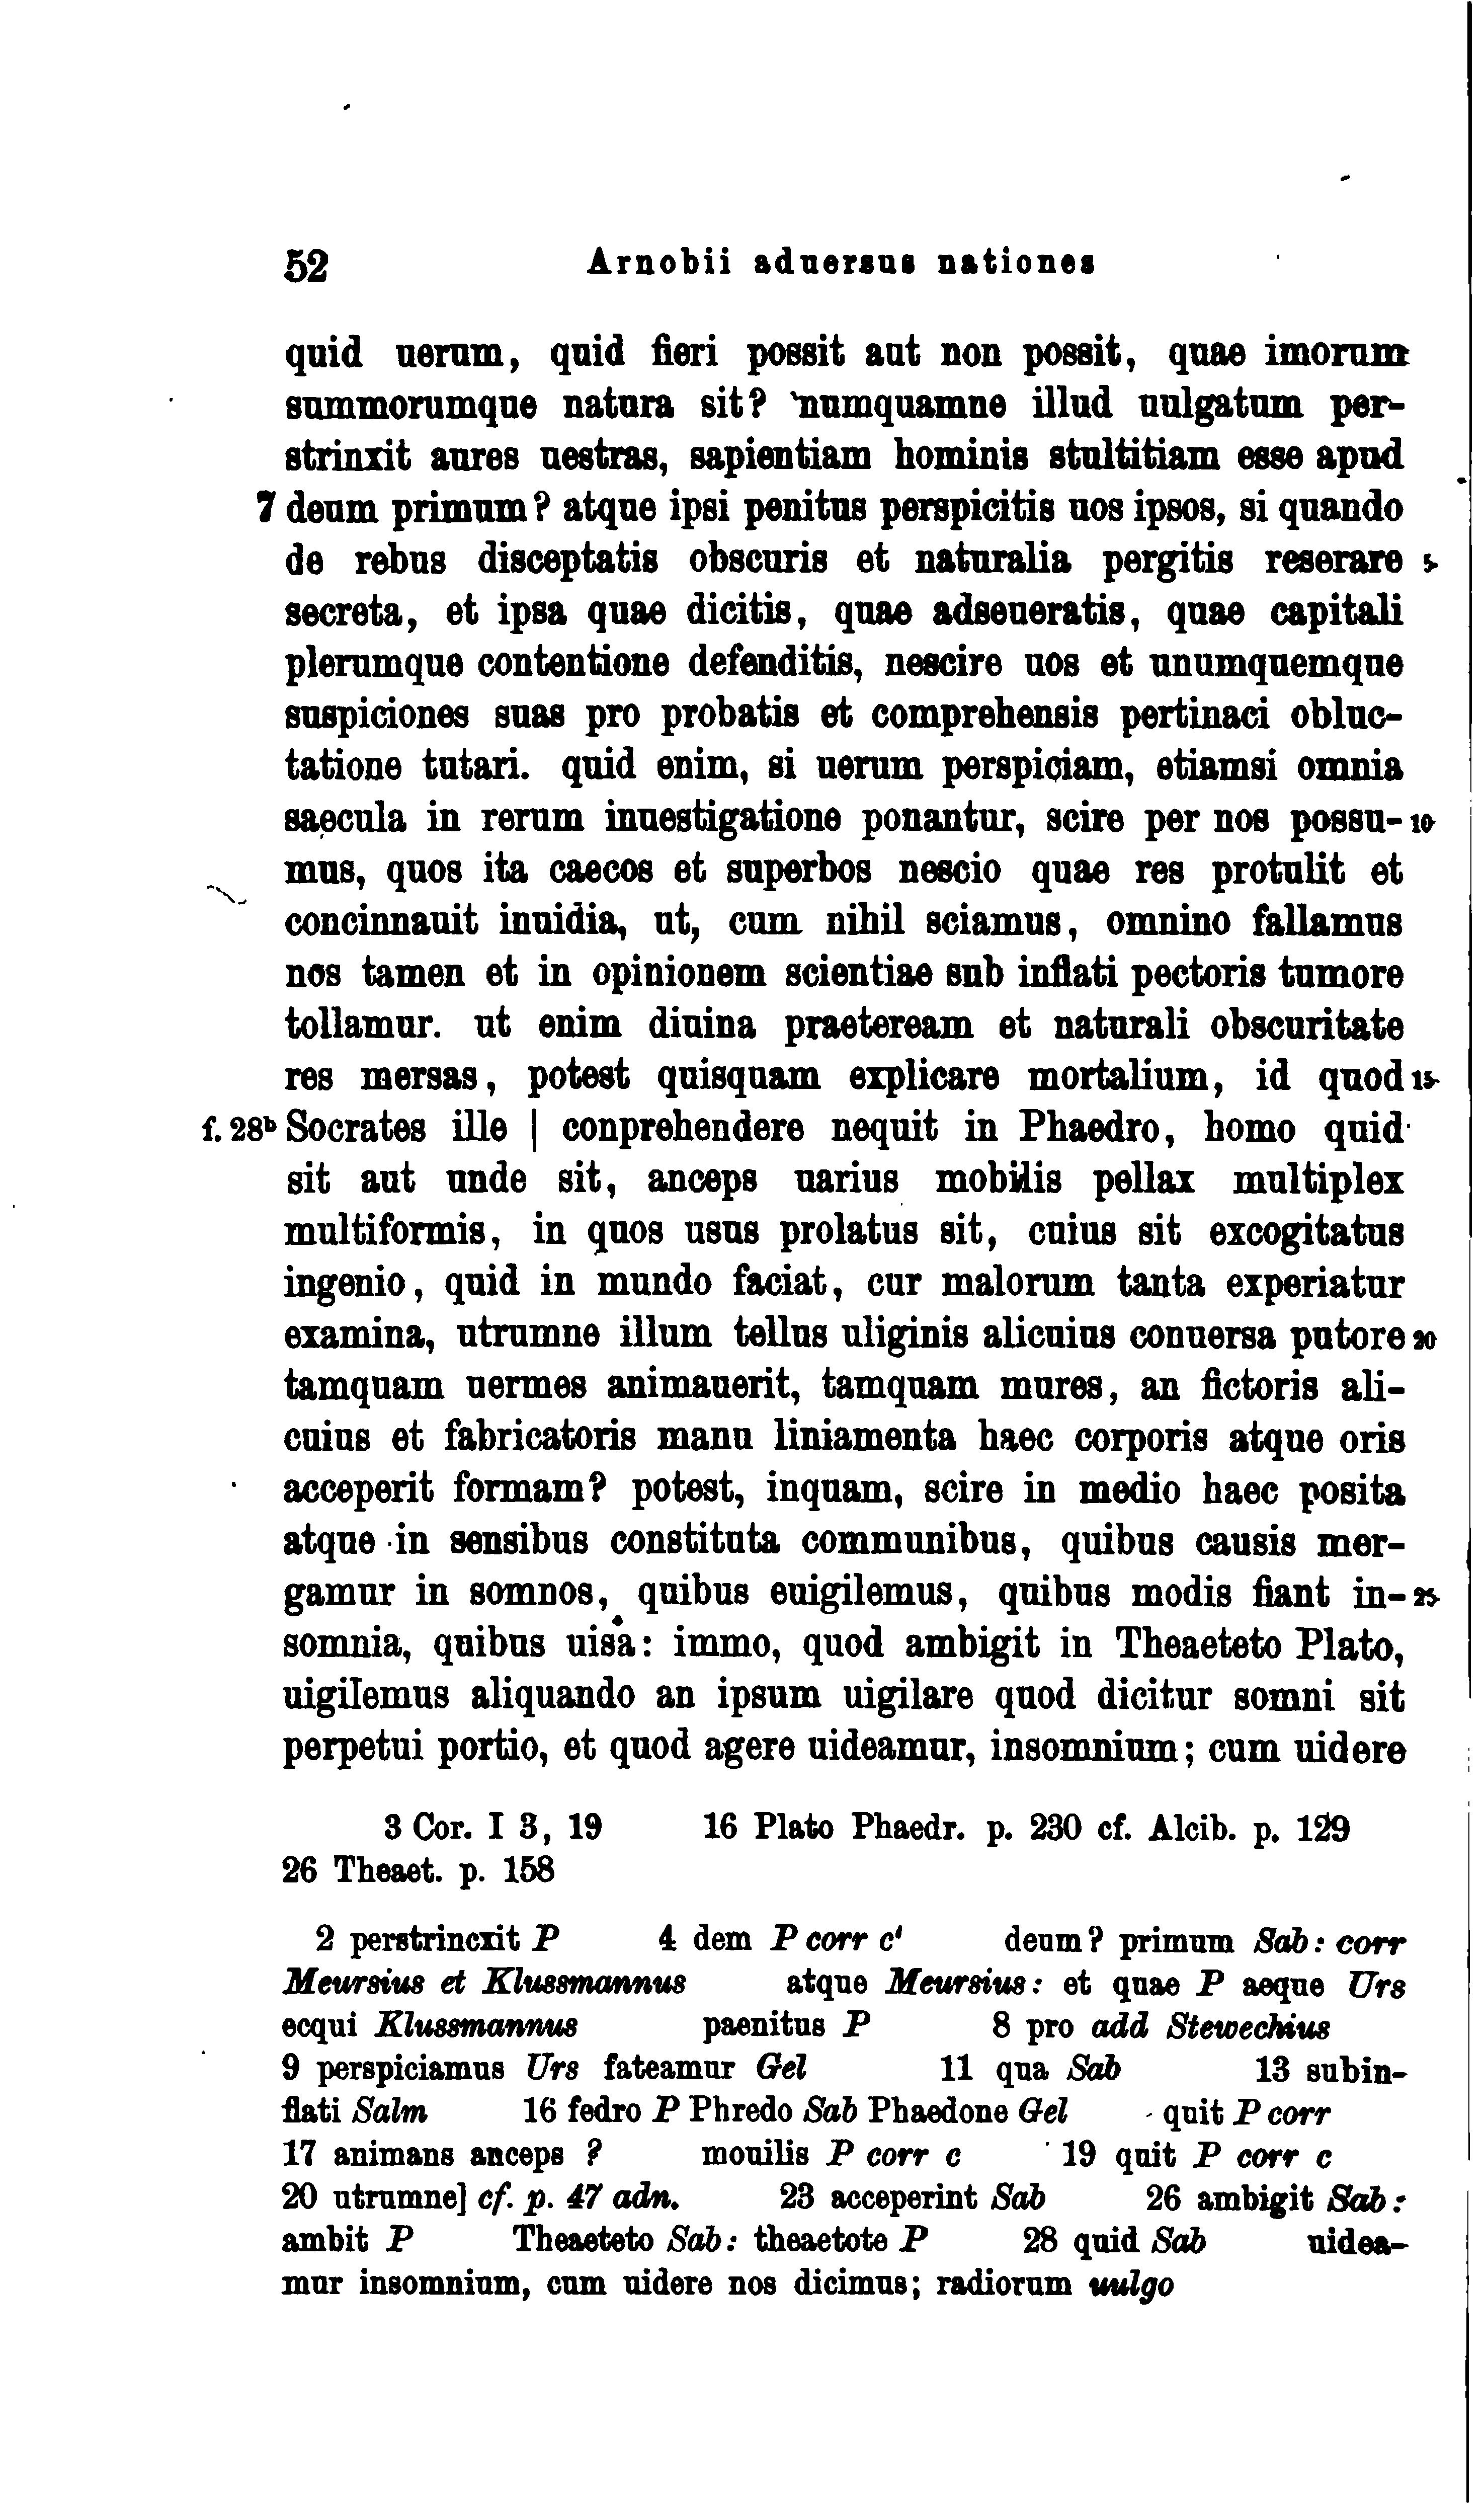 52 Arnobii aduersus nationes
quid uerum, quid fieri possit aut non possit, quae imorum
summorumque natura sit? numquamne illud uulgatum per-
strinxit aures uestras, sapientiam hominis stultitiam esse apud
7 deum primum? atque ipsi penitus perspicitis uos ipsos, si quando
de rebus disceptatis obscuris et naturalia pergitis reserare 5
secreta, et ipsa quae dicitis, quae adseueratis, quae capitali
plerumque contentione defenditis, nescire uos et unumquemque
suspiciones suas pro probatis et comprehensis pertinaci obluc-
tatione tutari. quid enim, si uerum perspiciam, etiamsi omnia
saecula in rerum inuestigatione ponantur, scire per nos possu- 10
mus, quos ita caecos et superbos nescio quae res protulit et
concinnauit inuidia, ut, cum nihil sciamus, omnino fallamus
nos tamen et in opinionem scientiae sub inflati pectoris tumore
tollamur. ut enim diuina praeteream et naturali obscuritate
res mersas, potest quisquam explicare mortalium, id quod 15
f. 28b Socrates ille | conprehendere nequit in Phaedro, homo quid
sit aut unde sit, anceps uarius mobilis pellax multiplex
multiformis, in quos usus prolatus sit, cuius sit excogitatus
ingenio, quid in mundo faciat, cur malorum tanta experiatur
examina, utrumne illum tellus uliginis alicuius conuersa putore 20
tamquam uermes animauerit, tamquam mures, an fictoris ali-
cuius et fabricatoris manu liniamenta haec corporis atque oris
acceperit formam? potest, inquam, scire in medio haec posita
atque in sensibus constituta communibus, quibus causis mer-
gamur in somnos, quibus euigilemus, quibus modis fiant in- 25
somnia, quibus uisa: immo, quod ambigit in Theaeteto Plato,
uigilemus aliquando an ipsum uigilare quod dicitur somni sit
perpetui portio, et quod agere uideamur, insomnium; cum uidere
3 Cor. I 3, 19 16 Plato Phaedr. p. 230 cf. Alcib. p. 129
26 Theaet. p. 158
2 perstrincxit P 4 dem P corr c' deum? primum Sab: corr
Meursius et Klussmannus atque Meursius: et quae P aeque Urs
ecqui Klussmannus paenitus P 8 pro add Stewechius
9 perspiciamus Urs fateamur Gel 11 qua Sab 13 subin-
flati Salm 16 fedro P Phredo Sab Phaedone Gel quit P corr
17 animans anceps ? mouilis P corr c 19 quit P corr c
20 utrumne] cf. p. 47 adn. 23 acceperint Sab 26 ambigit Sab:
ambit P Theaeteto Sab: theaetote P 28 quid Sab uidea-
mur insomnium, cum uidere nos dicimus; radiorum uulgo